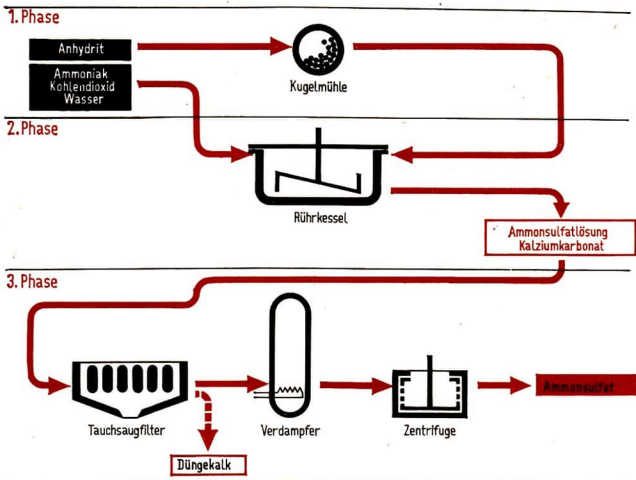 1. Phase
Anhydrit
Ammoniak
Kohlendioxid
Wasser
Kugelmühle
2. Phase
Rührkessel
Ammonsulfatlösung
Kalziumkarbonat
3. Phase
Tauchsaugfilter
Verdampfer
Zentrifuge
Ammonsulfat
Düngekalk